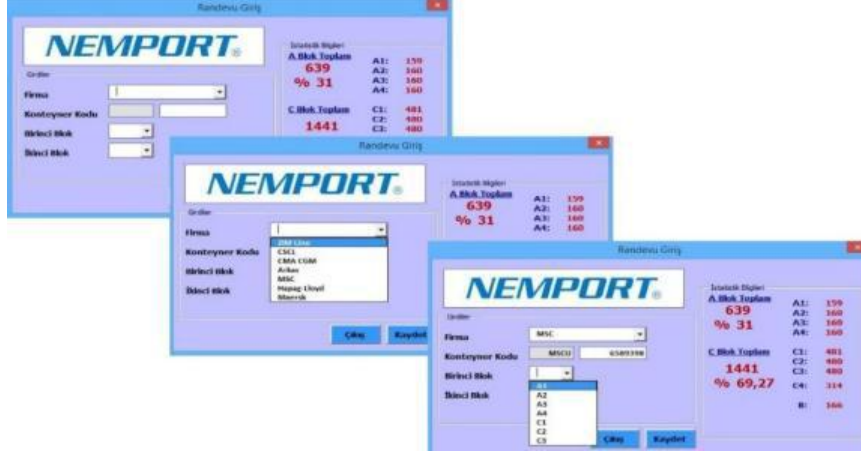 Randevu Giriş
NEMPORT®
Girdiler
Firma
Konteyner Kodu
Birinci Blok
İkinci Blok
İstatistik Bilgileri
A Blok Toplam
639
% 31
A1: 159
A2: 160
A3: 160
A4: 160
C Blok Toplam
1441
C1: 481
C2: 480
C3: 480
Randevu Giriş
NEMPORT®
Girdiler
Firma
ZIM Line
CSCL
CMA CGM
Arkas
MSC
Hapag-Lloyd
Maersk
Konteyner Kodu
Birinci Blok
İkinci Blok
Çıkış
Kaydet
İstatistik Bilgileri
A Blok Toplam
639
% 31
A1: 159
A2: 160
A3: 160
A4: 160
Randevu Giriş
NEMPORT®
Girdiler
Firma
MSC
Konteyner Kodu
MSCU
6589398
Birinci Blok
A1
A2
A3
A4
C1
C2
C3
İkinci Blok
Çıkış
Kaydet
İstatistik Bilgileri
A Blok Toplam
639
% 31
A1: 159
A2: 160
A3: 160
A4: 160
C Blok Toplam
1441
% 69,27
C1: 481
C2: 480
C3: 480
C4: 314
B: 166